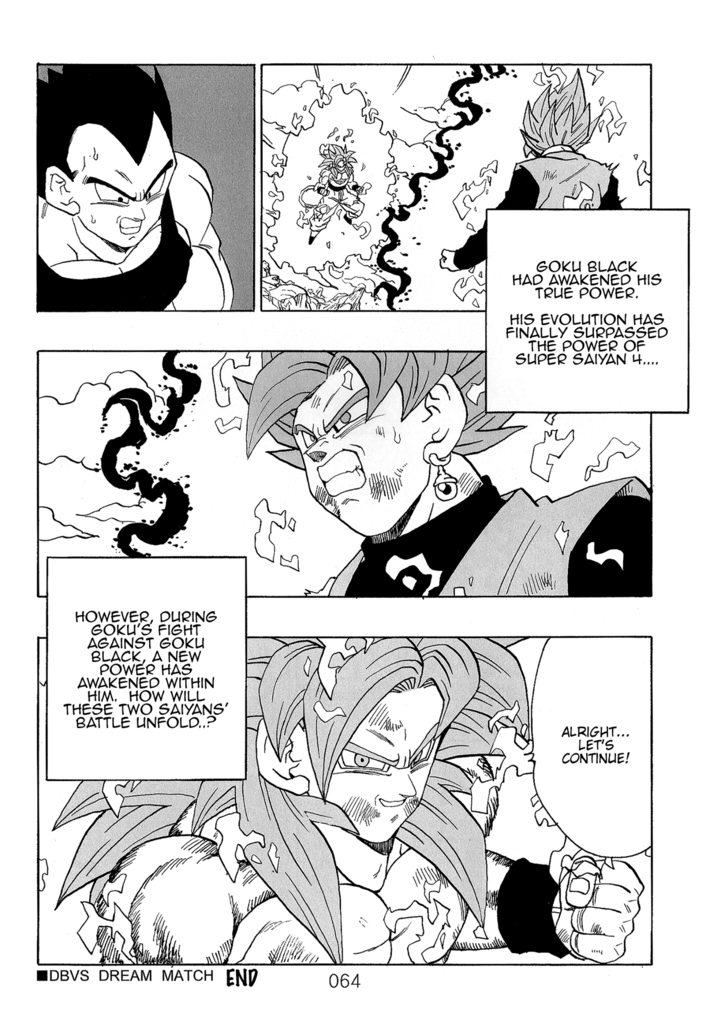 GOKU BLACK
HAD AWAKENED HIS
TRUE POWER.
HIS EVOLUTION HAS
FINALLY SURPASSED
THE POWER OF
SUPER SAIYAN 4....
HOWEVER, DURING
GOKU'S FIGHT
AGAINST GOKU
BLACK, A NEW
POWER HAS
AWAKENED WITHIN
HIM. HOW WILL
THESE TWO SAIYANS'
BATTLE UNFOLD..?
ALRIGHT...
LET'S
CONTINUE!
■DBVS DREAM MATCH END
064